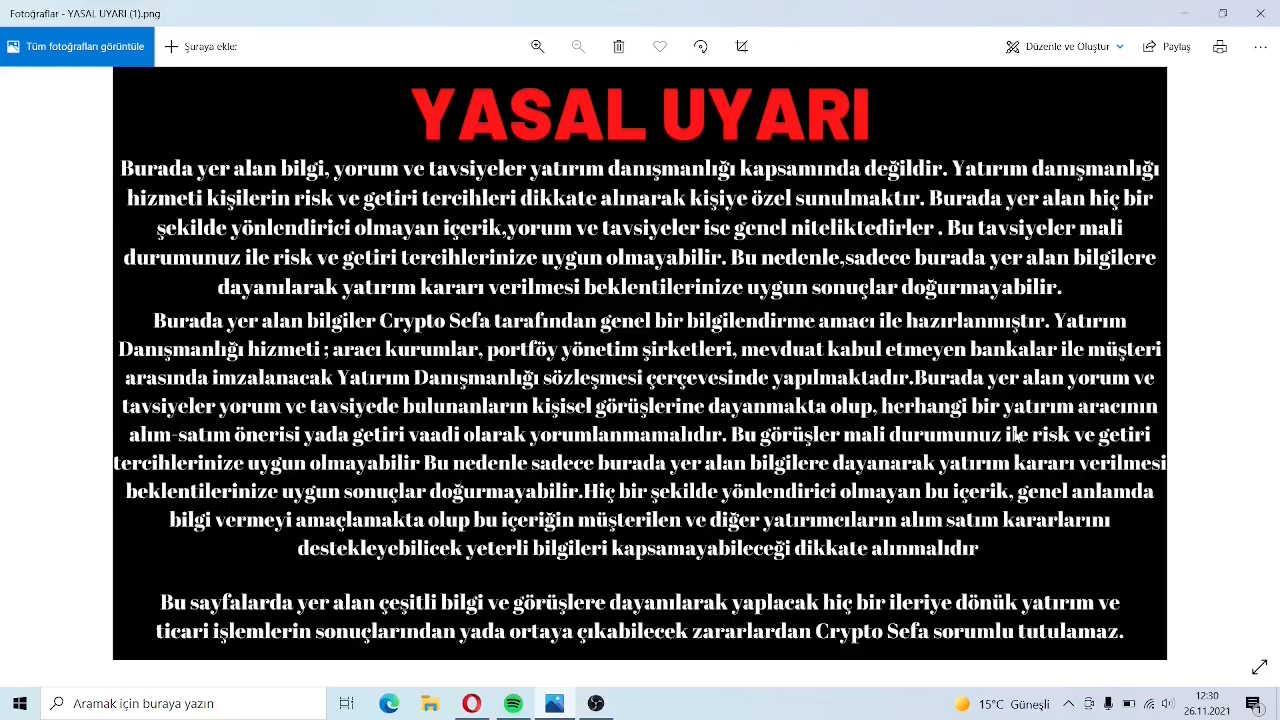 Fotoğraflar - YASAL UYARI (1).png
Tüm fotoğrafları görüntüle
Şuraya ekle:
Düzenle ve Oluştur
Paylaş
YASAL UYARI
Burada yer alan bilgi, yorum ve tavsiyeler yatırım danışmanlığı kapsamında değildir. Yatırım danışmanlığı
hizmeti kişilerin risk ve getiri tercihleri dikkate alınarak kişiye özel sunulmaktır. Burada yer alan hiç bir
şekilde yönlendirici olmayan içerik,yorum ve tavsiyeler ise genel niteliktedirler . Bu tavsiyeler mali
durumunuz ile risk ve getiri tercihlerinize uygun olmayabilir. Bu nedenle,sadece burada yer alan bilgilere
dayanılarak yatırım kararı verilmesi beklentilerinize uygun sonuçlar doğurmayabilir.
Burada yer alan bilgiler Crypto Sefa tarafından genel bir bilgilendirme amacı ile hazırlanmıştır. Yatırım
Danışmanlığı hizmeti ; aracı kurumlar, portföy yönetim şirketleri, mevduat kabul etmeyen bankalar ile müşteri
arasında imzalanacak Yatırım Danışmanlığı sözleşmesi çerçevesinde yapılmaktadır.Burada yer alan yorum ve
tavsiyeler yorum ve tavsiyede bulunanların kişisel görüşlerine dayanmakta olup, herhangi bir yatırım aracının
alım-satım önerisi yada getiri vaadi olarak yorumlanmamalıdır. Bu görüşler mali durumunuz ile risk ve getiri
tercihlerinize uygun olmayabilir Bu nedenle sadece burada yer alan bilgilere dayanarak yatırım kararı verilmesi
beklentilerinize uygun sonuçlar doğurmayabilir.Hiç bir şekilde yönlendirici olmayan bu içerik, genel anlamda
bilgi vermeyi amaçlamakta olup bu içeriğin müşterilen ve diğer yatırımcıların alım satım kararlarını
destekleyebilicek yeterli bilgileri kapsamayabileceği dikkate alınmalıdır
Bu sayfalarda yer alan çeşitli bilgi ve görüşlere dayanılarak yaplacak hiç bir ileriye dönük yatırım ve
ticari işlemlerin sonuçlarından yada ortaya çıkabilecek zararlardan Crypto Sefa sorumlu tutulamaz.
Aramak için buraya yazın
15°C Güneşli
12:30
26.11.2021